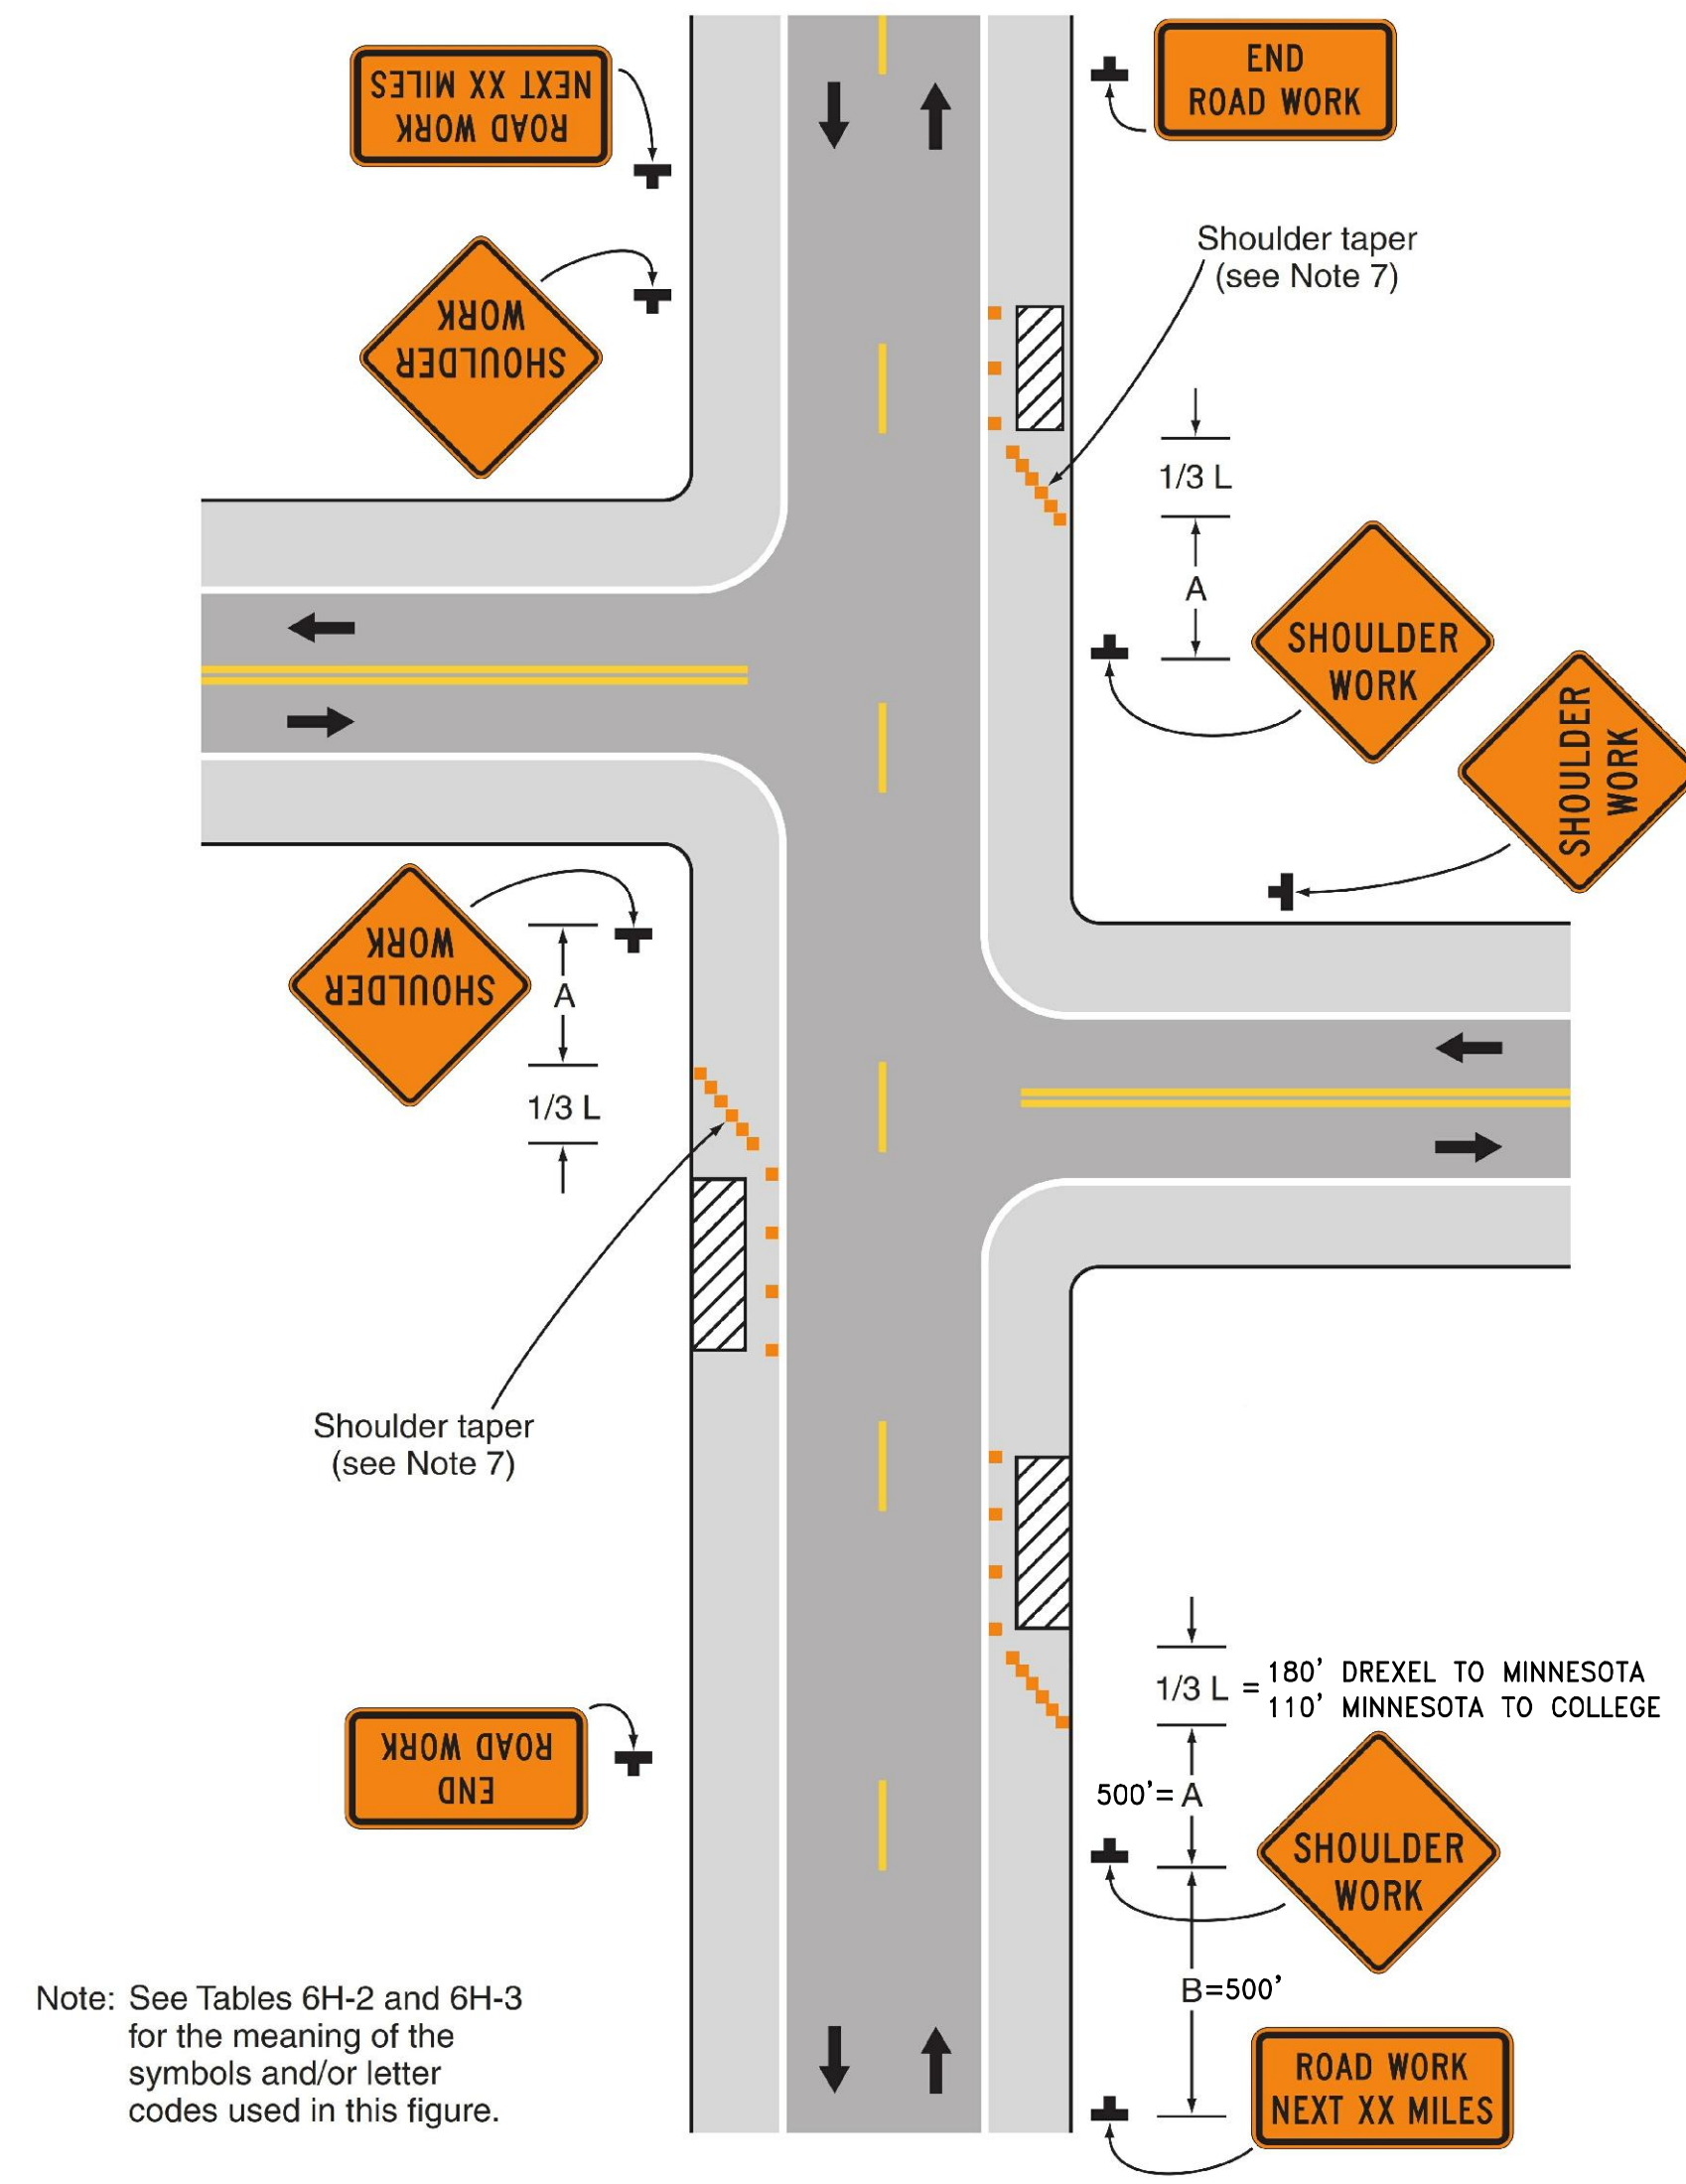 ROAD WORK
NEXT XX MILES
END
ROAD WORK
SHOULDER
WORK
Shoulder taper
(see Note 7)
1/3 L
A
SHOULDER
WORK
SHOULDER
WORK
SHOULDER
WORK
A
1/3 L
Shoulder taper
(see Note 7)
1/3 L = 180' DREXEL TO MINNESOTA
110' MINNESOTA TO COLLEGE
END
ROAD WORK
500'= A
SHOULDER
WORK
B=500'
Note: See Tables 6H-2 and 6H-3
for the meaning of the
symbols and/or letter
codes used in this figure.
ROAD WORK
NEXT XX MILES